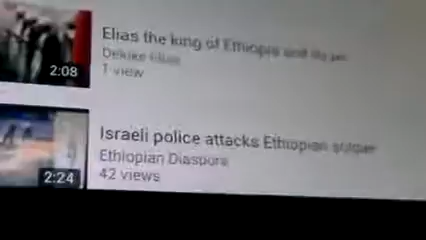 Elias the king of Ethiopia and
2:08
1 view
Israeli police attacks Ethiopian
Ethiopian Diaspora
2:24
42 views